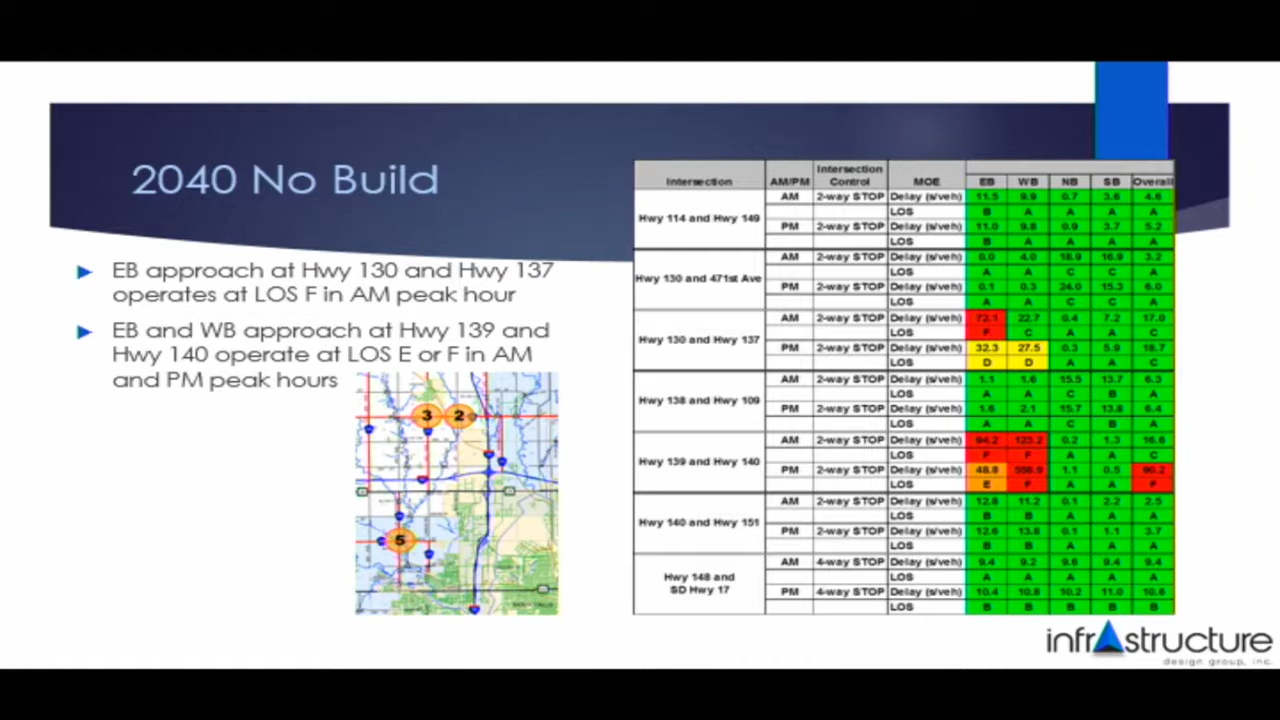 2040 No Build
EB approach at Hwy 130 and Hwy 137
operates at LOS F in AM peak hour
EB and WB approach at Hwy 139 and
Hwy 140 operate at LOS E or F in AM
and PM peak hours
3 2
5
Intersection AM/PM Intersection Control MOE EB WB NB SB Overall
Hwy 114 and Hwy 149 AM 2-way STOP Delay (s/veh) 11.5 9.9 0.7 3.6 4.6
LOS B A A A A
PM 2-way STOP Delay (s/veh) 11.0 9.8 0.9 3.7 5.2
LOS B A A A A
Hwy 130 and 471st Ave AM 2-way STOP Delay (s/veh) 0.0 4.0 18.9 16.9 3.2
LOS A A C C A
PM 2-way STOP Delay (s/veh) 0.1 0.3 24.0 15.3 6.0
LOS A A C C A
Hwy 130 and Hwy 137 AM 2-way STOP Delay (s/veh) 72.1 22.7 0.4 7.2 17.0
LOS F C A A C
PM 2-way STOP Delay (s/veh) 32.3 27.5 0.3 5.9 18.7
LOS D D A A C
Hwy 138 and Hwy 109 AM 2-way STOP Delay (s/veh) 1.1 1.6 15.5 13.7 6.3
LOS A A C B A
PM 2-way STOP Delay (s/veh) 1.6 2.1 15.7 13.8 6.4
LOS A A C B A
Hwy 139 and Hwy 140 AM 2-way STOP Delay (s/veh) 94.2 123.2 0.2 1.3 16.6
LOS F F A A C
PM 2-way STOP Delay (s/veh) 48.8 1.1 0.5 90.2
LOS E F A A F
Hwy 140 and Hwy 151 AM 2-way STOP Delay (s/veh) 12.6 11.2 0.1 2.2 2.5
LOS B B A A A
PM 2-way STOP Delay (s/veh) 12.6 13.8 0.1 1.1 3.7
LOS B B A A A
Hwy 148 and SD Hwy 17 AM 4-way STOP Delay (s/veh) 9.4 9.2 9.6 9.4 9.4
LOS A A A A A
PM 4-way STOP Delay (s/veh) 10.4 10.8 10.2 11.0 10.6
LOS B B B B B
infrastructure
design group, inc.